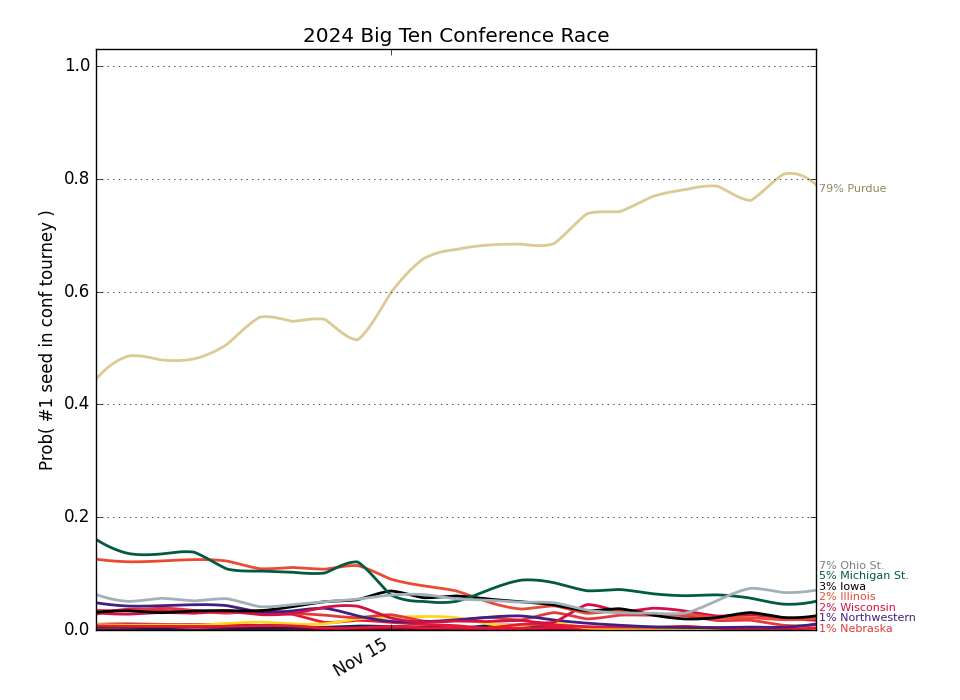 2024 Big Ten Conference Race
Prob( #1 seed in conf tourney )
1.0
0.8
0.6
0.4
0.2
0.0
Nov 15
79% Purdue
7% Ohio St.
5% Michigan St.
3% Iowa
2% Illinois
2% Wisconsin
1% Northwestern
1% Nebraska